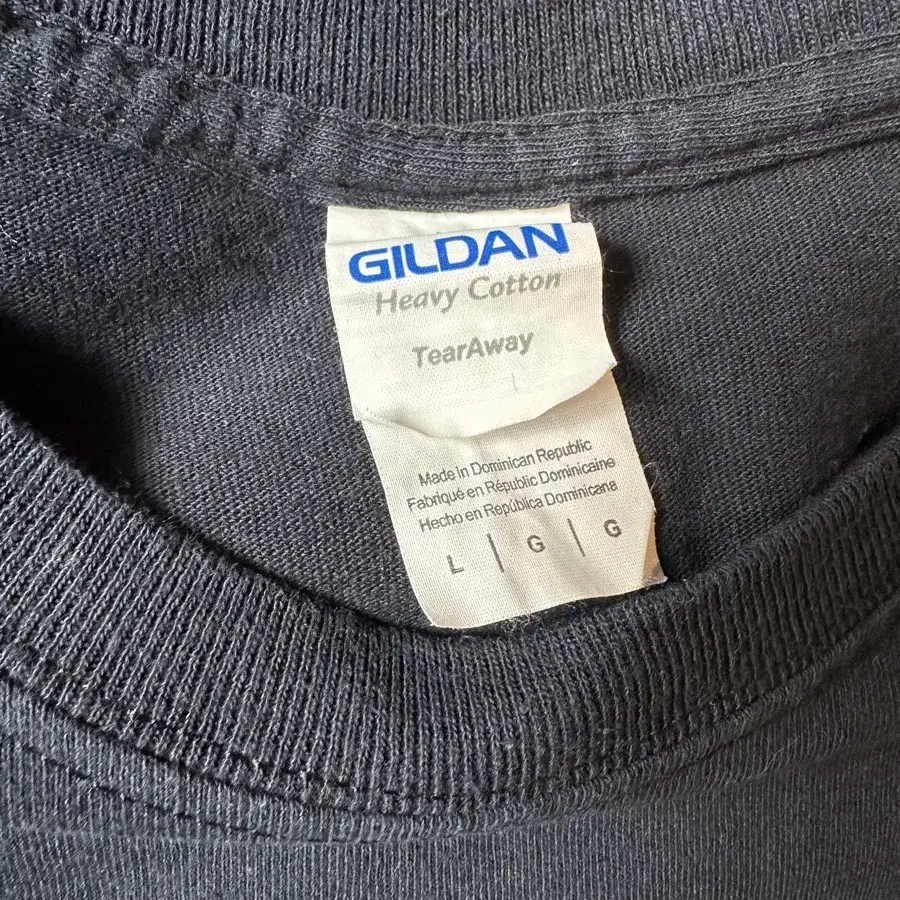 GILDAN
Heavy Cotton
TearAway
Made in Dominican Republic
Fabriqué en Républic Dominicaine
Hecho en República Dominicana
L | G | G